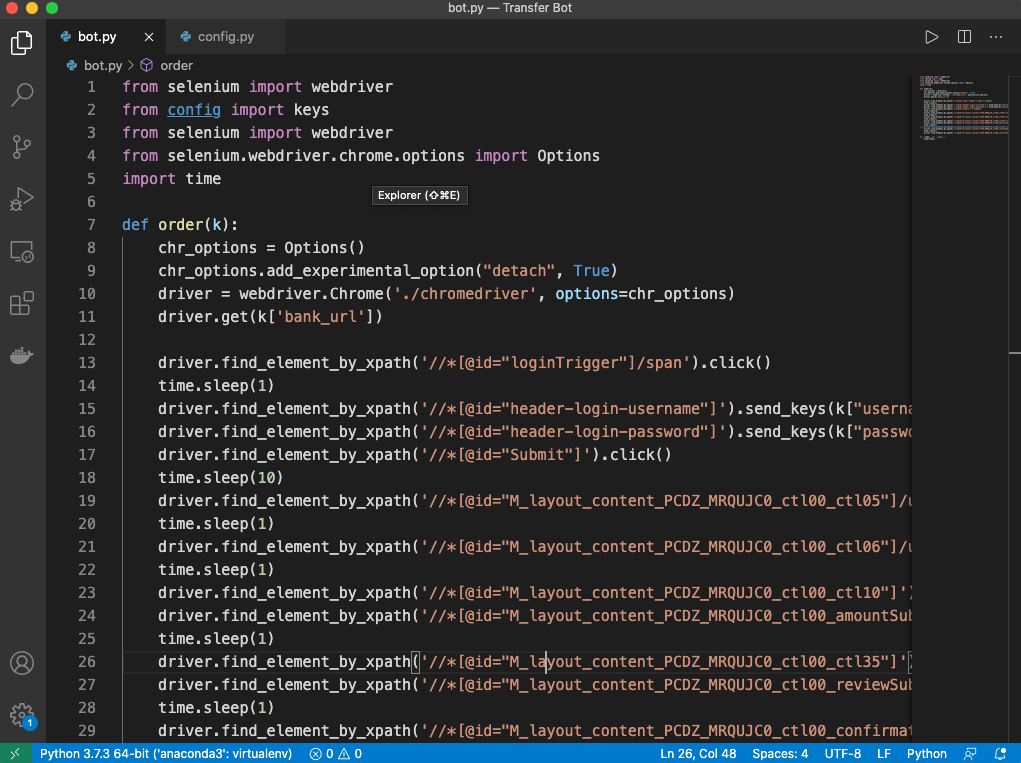 bot.py — Transfer Bot
bot.py
config.py
bot.py > order
1 from selenium import webdriver
2 from config import keys
3 from selenium import webdriver
4 from selenium.webdriver.chrome.options import Options
5 import time
Explorer (⇧⌘E)
6
7 def order(k):
8 chr_options = Options()
9 chr_options.add_experimental_option("detach", True)
10 driver = webdriver.Chrome('./chromedriver', options=chr_options)
11 driver.get(k['bank_url'])
12
13 driver.find_element_by_xpath('//*[@id="loginTrigger"]/span').click()
14 time.sleep(1)
15 driver.find_element_by_xpath('//*[@id="header-login-username"]').send_keys(k["userna
16 driver.find_element_by_xpath('//*[@id="header-login-password"]').send_keys(k["passwo
17 driver.find_element_by_xpath('//*[@id="Submit"]').click()
18 time.sleep(10)
19 driver.find_element_by_xpath('//*[@id="M_layout_content_PCDZ_MRQUJC0_ctl00_ctl05"]/u
20 time.sleep(1)
21 driver.find_element_by_xpath('//*[@id="M_layout_content_PCDZ_MRQUJC0_ctl00_ctl06"]/u
22 time.sleep(1)
23 driver.find_element_by_xpath('//*[@id="M_layout_content_PCDZ_MRQUJC0_ctl00_ctl10"]')
24 driver.find_element_by_xpath('//*[@id="M_layout_content_PCDZ_MRQUJC0_ctl00_amountSub
25 time.sleep(1)
26 driver.find_element_by_xpath('//*[@id="M_layout_content_PCDZ_MRQUJC0_ctl00_ctl35"]')
27 driver.find_element_by_xpath('//*[@id="M_layout_content_PCDZ_MRQUJC0_ctl00_reviewSub
28 time.sleep(1)
29 driver.find_element_by_xpath('//*[@id="M_layout_content_PCDZ_MRQUJC0_ctl00_confirmat
1
Python 3.7.3 64-bit ('anaconda3': virtualenv) 0 0 Ln 26, Col 48 Spaces: 4 UTF-8 LF Python